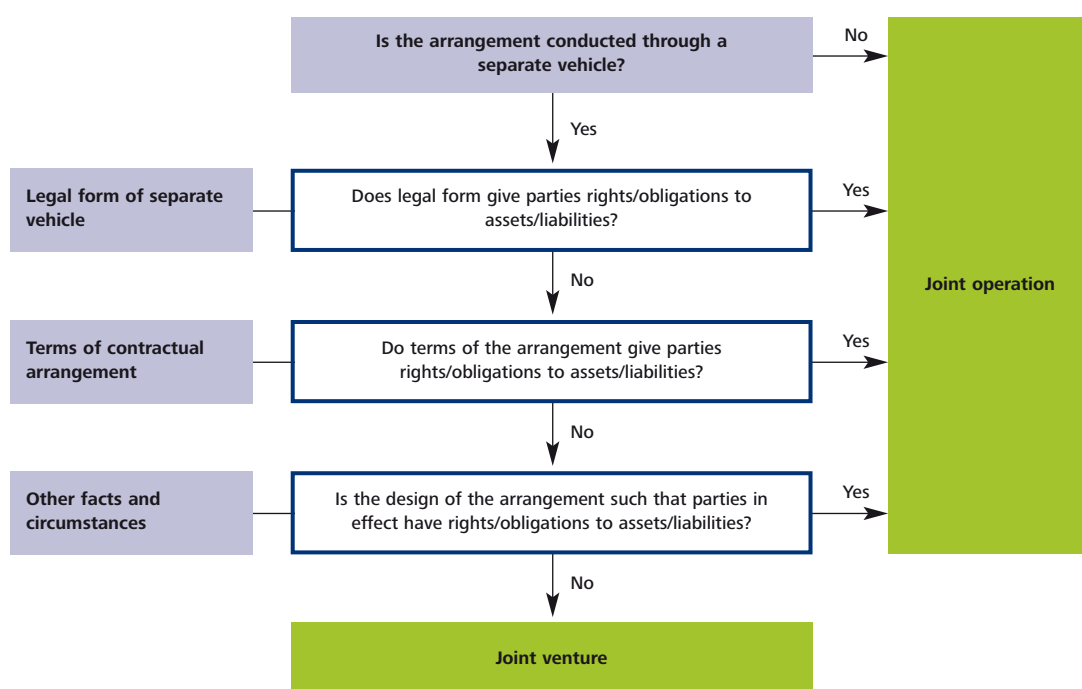 Is the arrangement conducted through a
separate vehicle?
No
Yes
Legal form of separate
vehicle
Does legal form give parties rights/obligations to
assets/liabilities?
Yes
No
Joint operation
Terms of contractual
arrangement
Do terms of the arrangement give parties
rights/obligations to assets/liabilities?
Yes
No
Other facts and
circumstances
Is the design of the arrangement such that parties in
effect have rights/obligations to assets/liabilities?
Yes
No
Joint venture